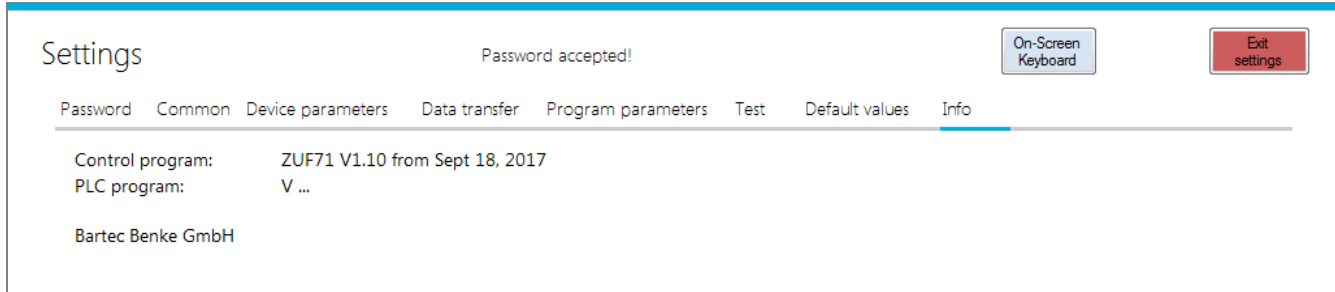 Settings
Password accepted!
On-Screen
Keyboard
Exit
settings
Password Common Device parameters Data transfer Program parameters Test Default values Info
Control program: ZUF71 V1.10 from Sept 18, 2017
PLC program: V ...
Bartec Benke GmbH